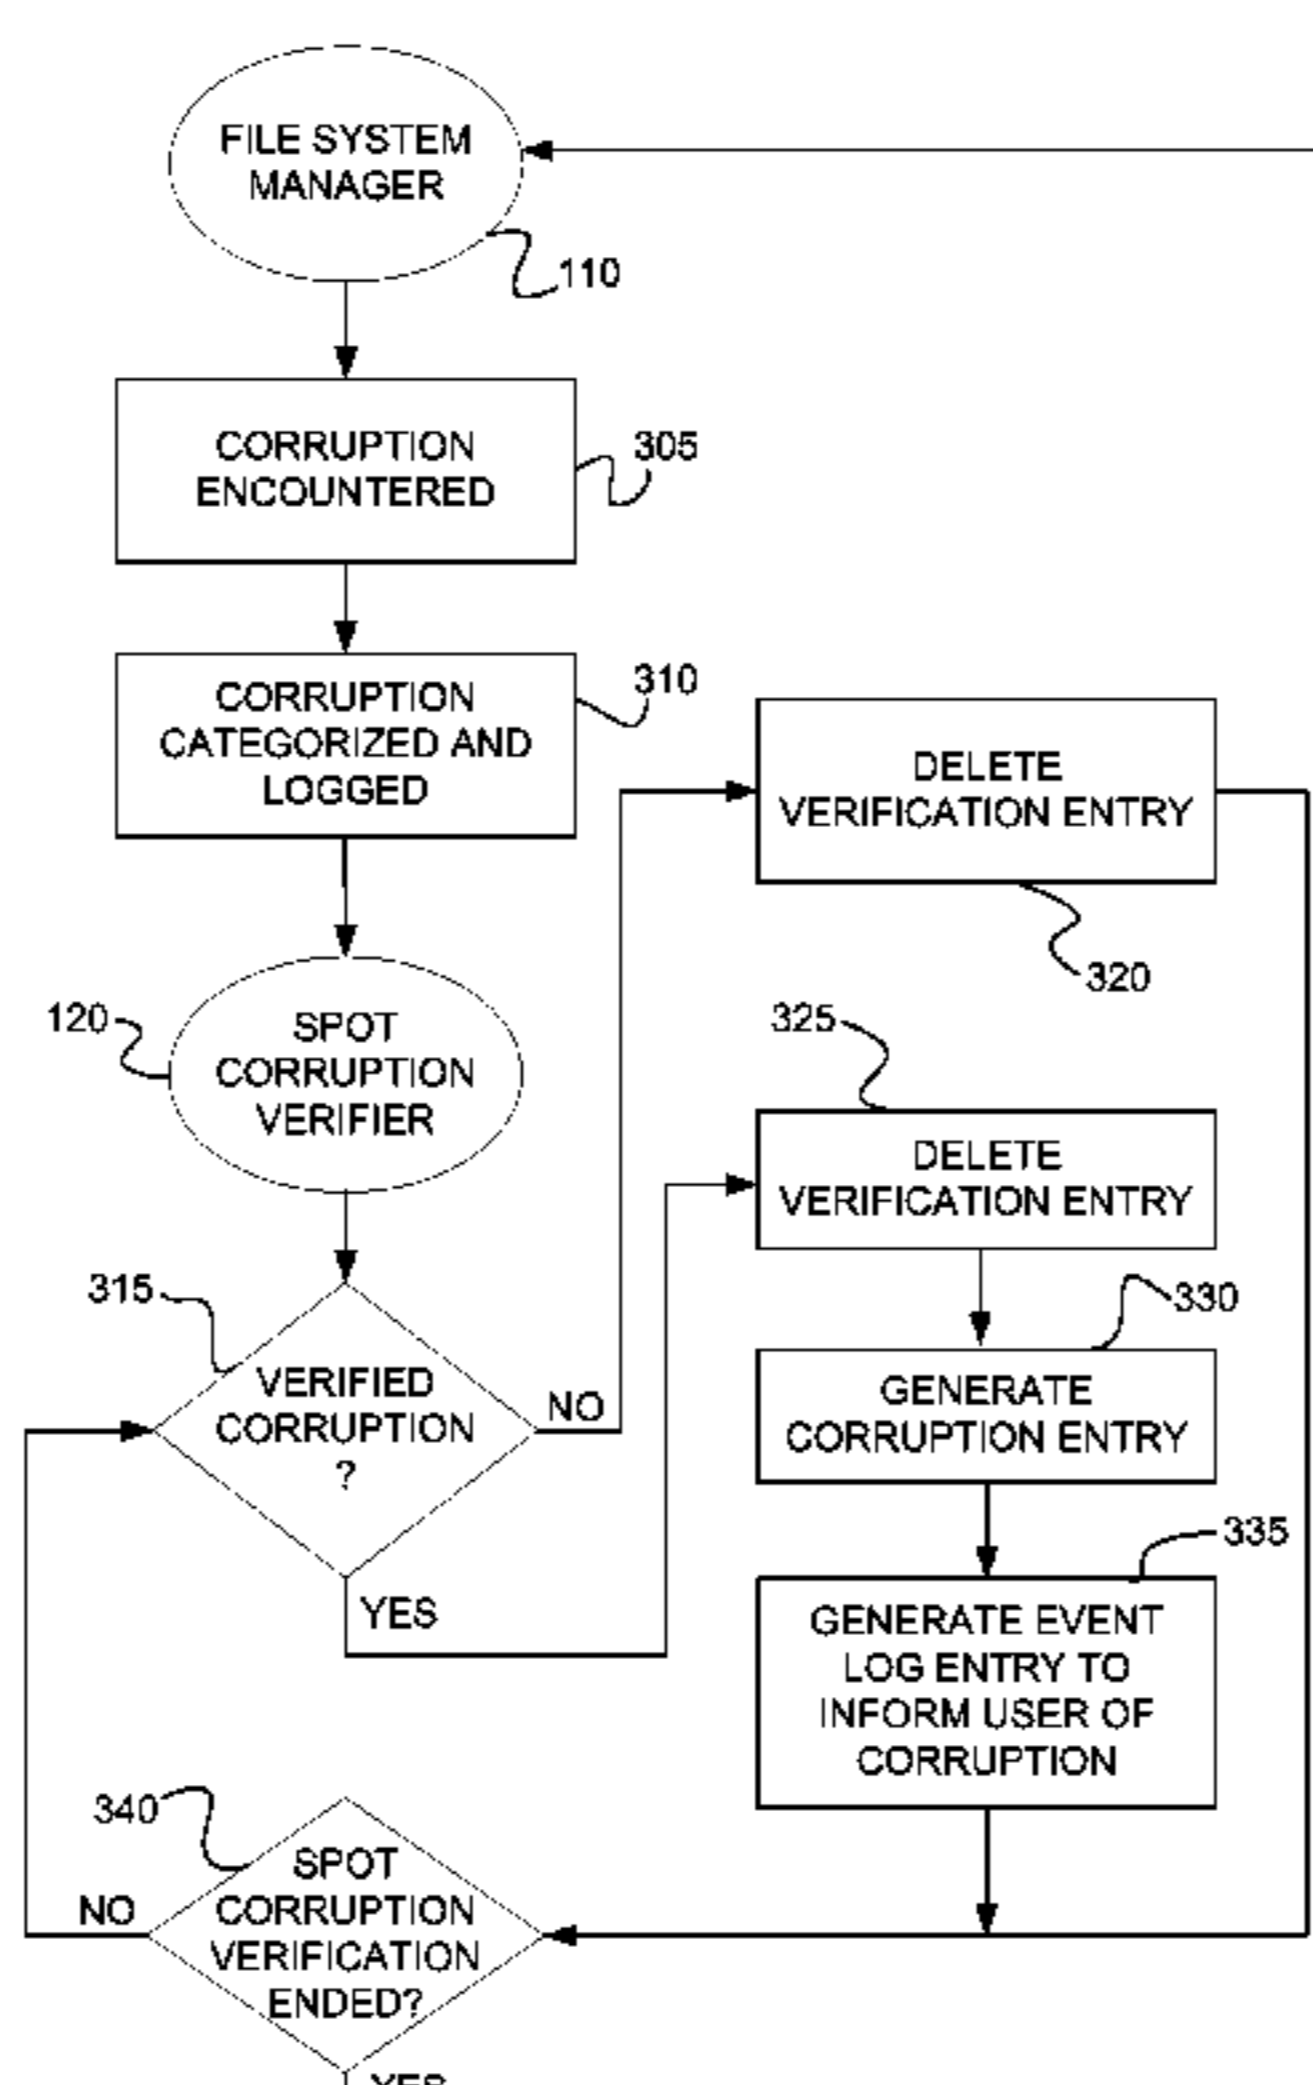 FILE SYSTEM
MANAGER
110
CORRUPTION
ENCOUNTERED
305
CORRUPTION
CATEGORIZED AND
LOGGED
310
DELETE
VERIFICATION ENTRY
320
120
SPOT
CORRUPTION
VERIFIER
325
DELETE
VERIFICATION ENTRY
315
VERIFIED
CORRUPTION
?
NO
YES
330
GENERATE
CORRUPTION ENTRY
335
GENERATE EVENT
LOG ENTRY TO
INFORM USER OF
CORRUPTION
340
SPOT
CORRUPTION
VERIFICATION
ENDED?
NO
YES